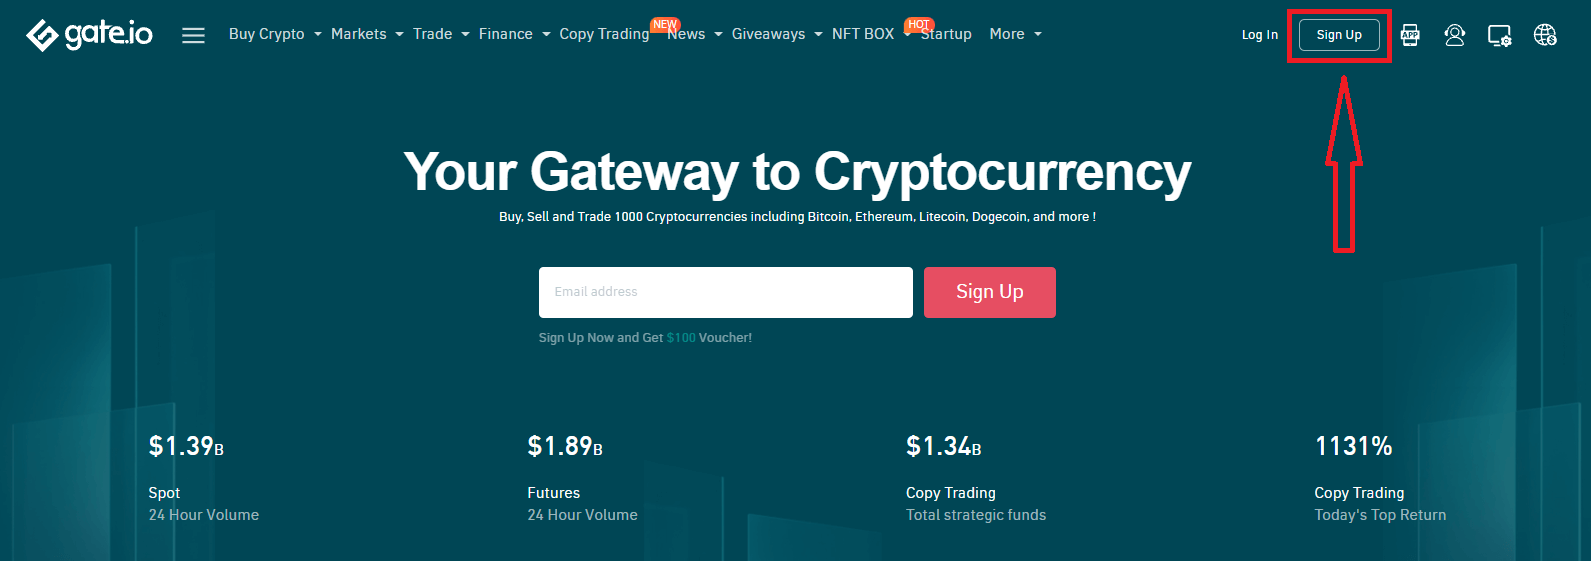 gate.io Buy Crypto Markets Trade Finance Copy Trading NEW News Giveaways NFT BOX HOT Startup More Log In Sign Up APP
Your Gateway to Cryptocurrency
Buy, Sell and Trade 1000 Cryptocurrencies including Bitcoin, Ethereum, Litecoin, Dogecoin, and more !
Email address Sign Up
Sign Up Now and Get $100 Voucher!
$1.39B $1.89B $1.34B 1131%
Spot Futures Copy Trading Copy Trading
24 Hour Volume 24 Hour Volume Total strategic funds Today's Top Return